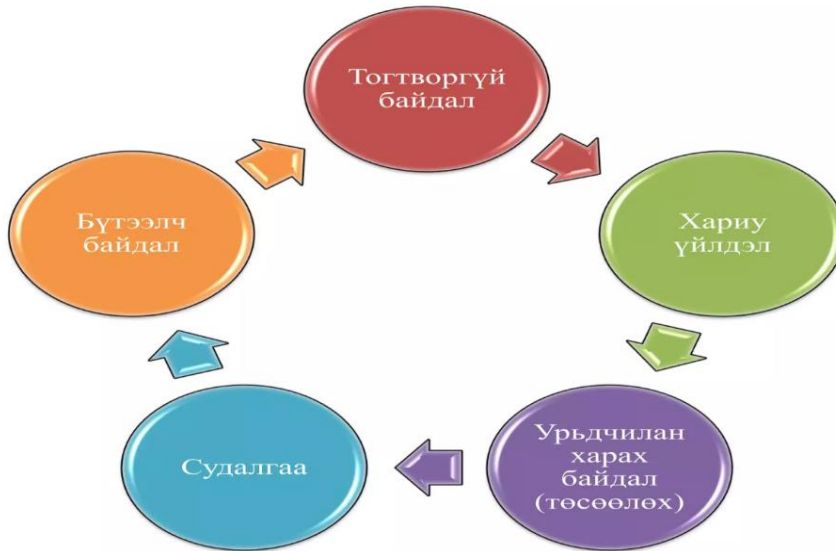 Тогтворгүй
байдал
Хариу
үйлдэл
Урьдчилан
харах
байдал
(төсөөлөх)
Судалгаа
Бүтээлч
байдал